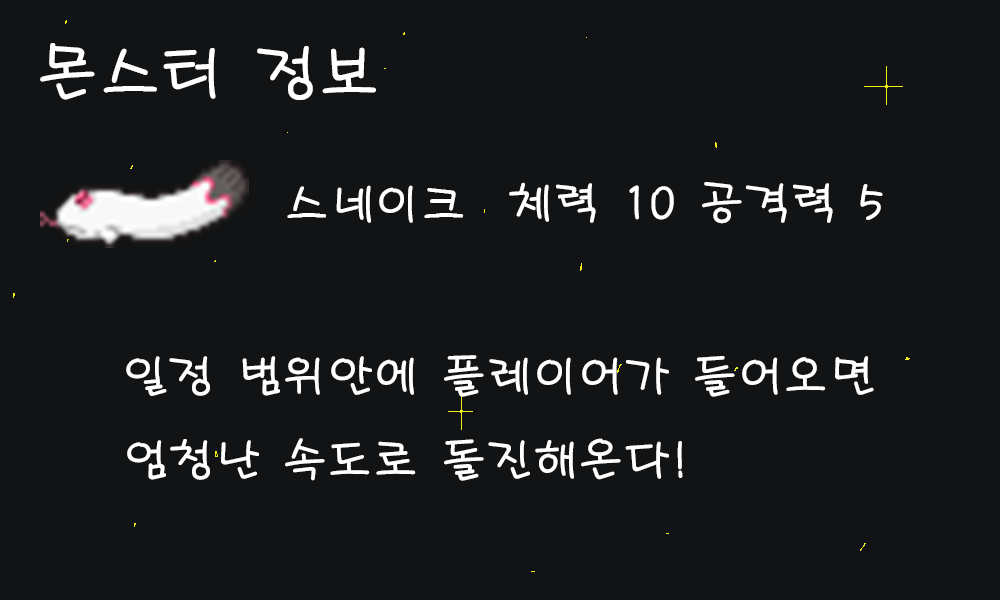 몬스터 정보
스네이크 체력 10 공격력 5
일정 범위안에 플레이어가 들어오면
엄청난 속도로 돌진해온다!